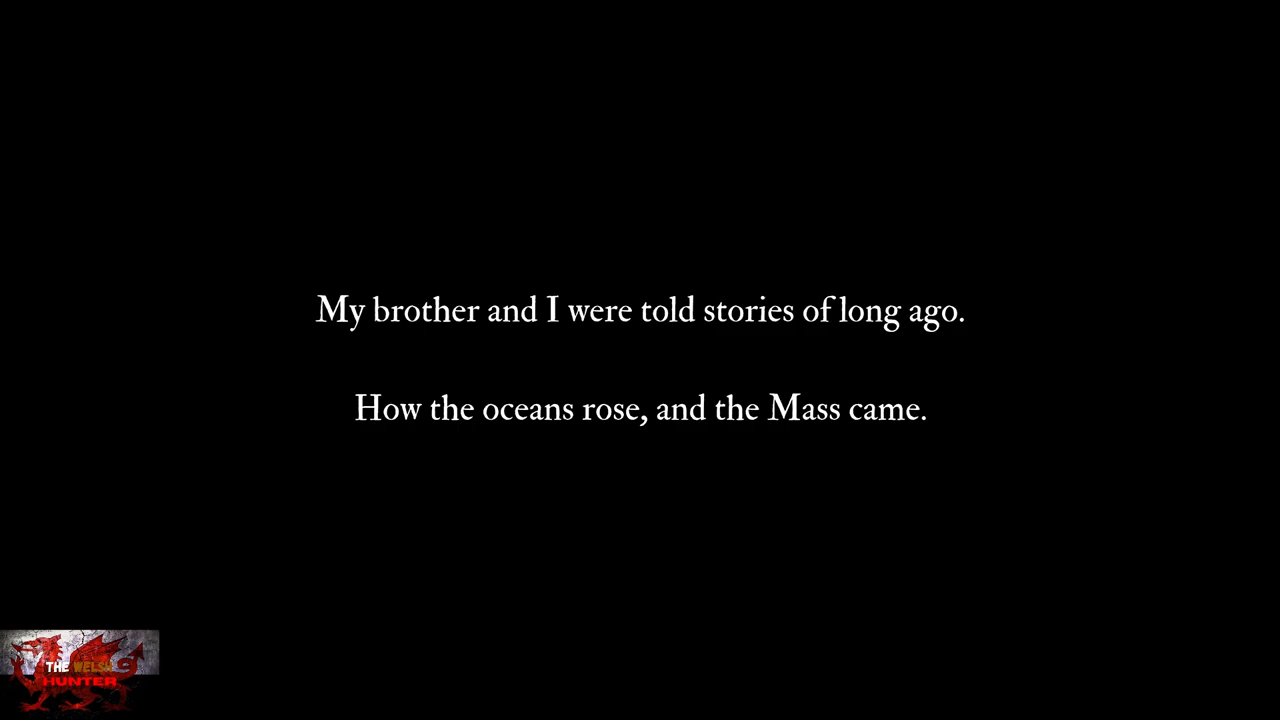 My brother and I were told stories of long ago.
How the oceans rose, and the Mass came.
THE WELSH
HUNTER